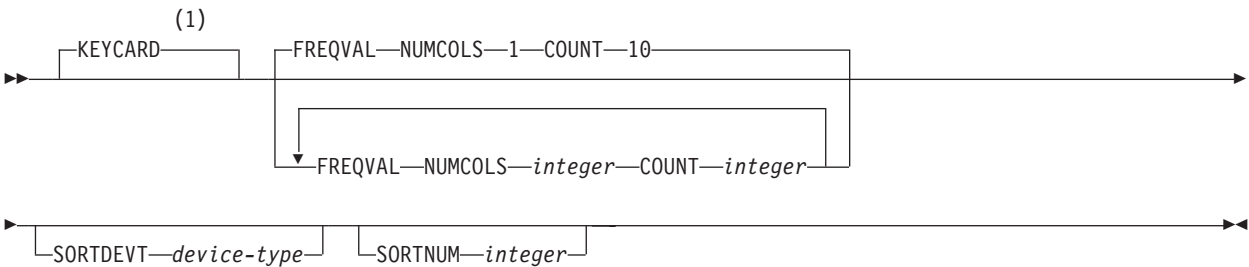 (1)
KEYCARD FREQVAL NUMCOLS 1 COUNT 10
FREQVAL NUMCOLS integer COUNT integer
SORTDEVT device-type SORTNUM integer